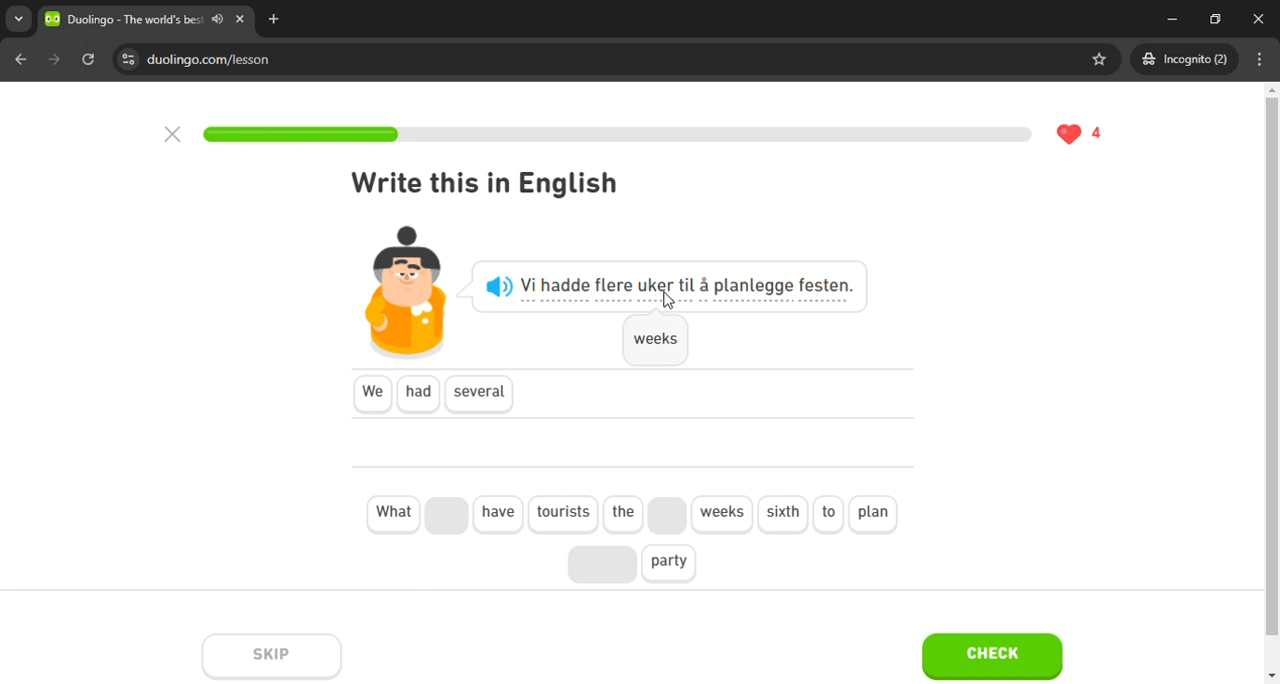 Duolingo - The world's bes
duolingo.com/lesson
Incognito (2)
4
Write this in English
Vi hadde flere uker til å planlegge festen.
weeks
We had several
What have tourists the weeks sixth to plan
party
SKIP
CHECK